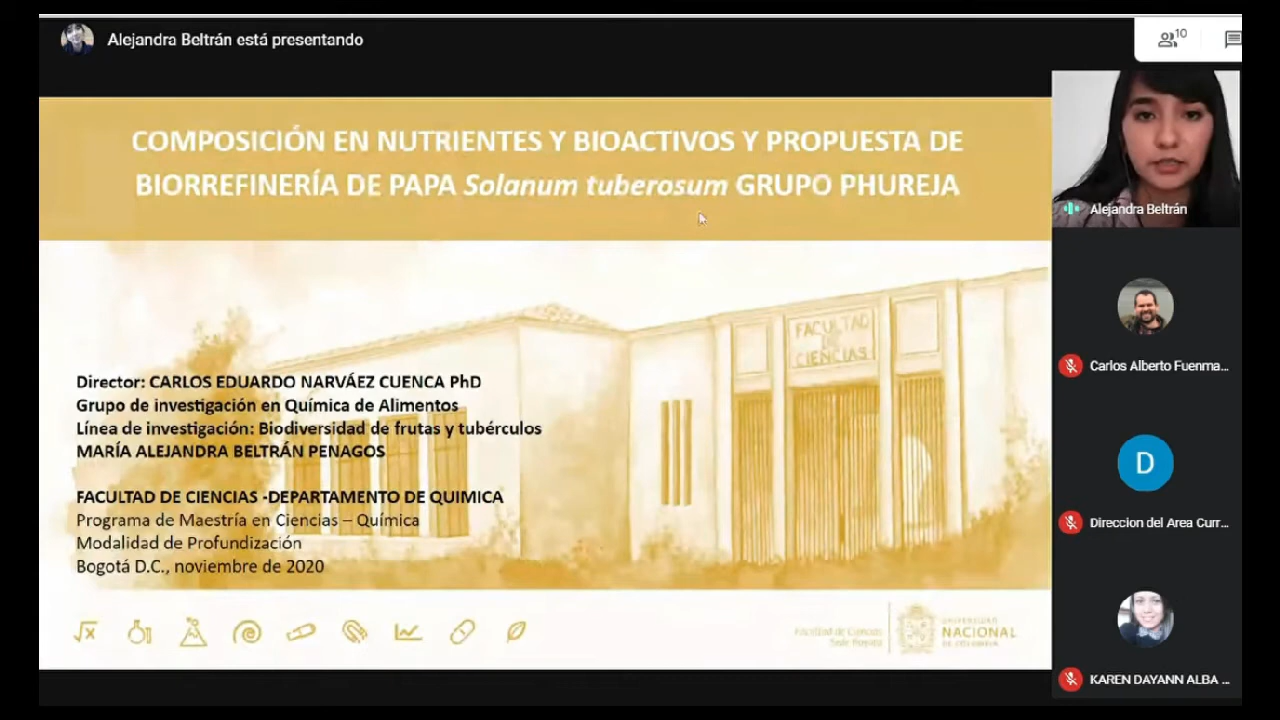 Alejandra Beltrán está presentando
10
COMPOSICIÓN EN NUTRIENTES Y BIOACTIVOS Y PROPUESTA DE
BIORREFINERÍA DE PAPA Solanum tuberosum GRUPO PHUREJA
Alejandra Beltrán
FACULTAD
DE
CIENCIAS
Carlos Alberto Fuenma...
Director: CARLOS EDUARDO NARVÁEZ CUENCA PhD
Grupo de investigación en Química de Alimentos
Línea de investigación: Biodiversidad de frutas y tubérculos
MARÍA ALEJANDRA BELTRÁN PENAGOS
D
FACULTAD DE CIENCIAS -DEPARTAMENTO DE QUIMICA
Programa de Maestría en Ciencias – Química
Direccion del Area Curr...
Modalidad de Profundización
Bogotá D.C., noviembre de 2020
Facultad de Ciencias
Sede Bogotá
UNIVERSIDAD
NACIONAL
DE COLOMBIA
KAREN DAYANN ALBA ...